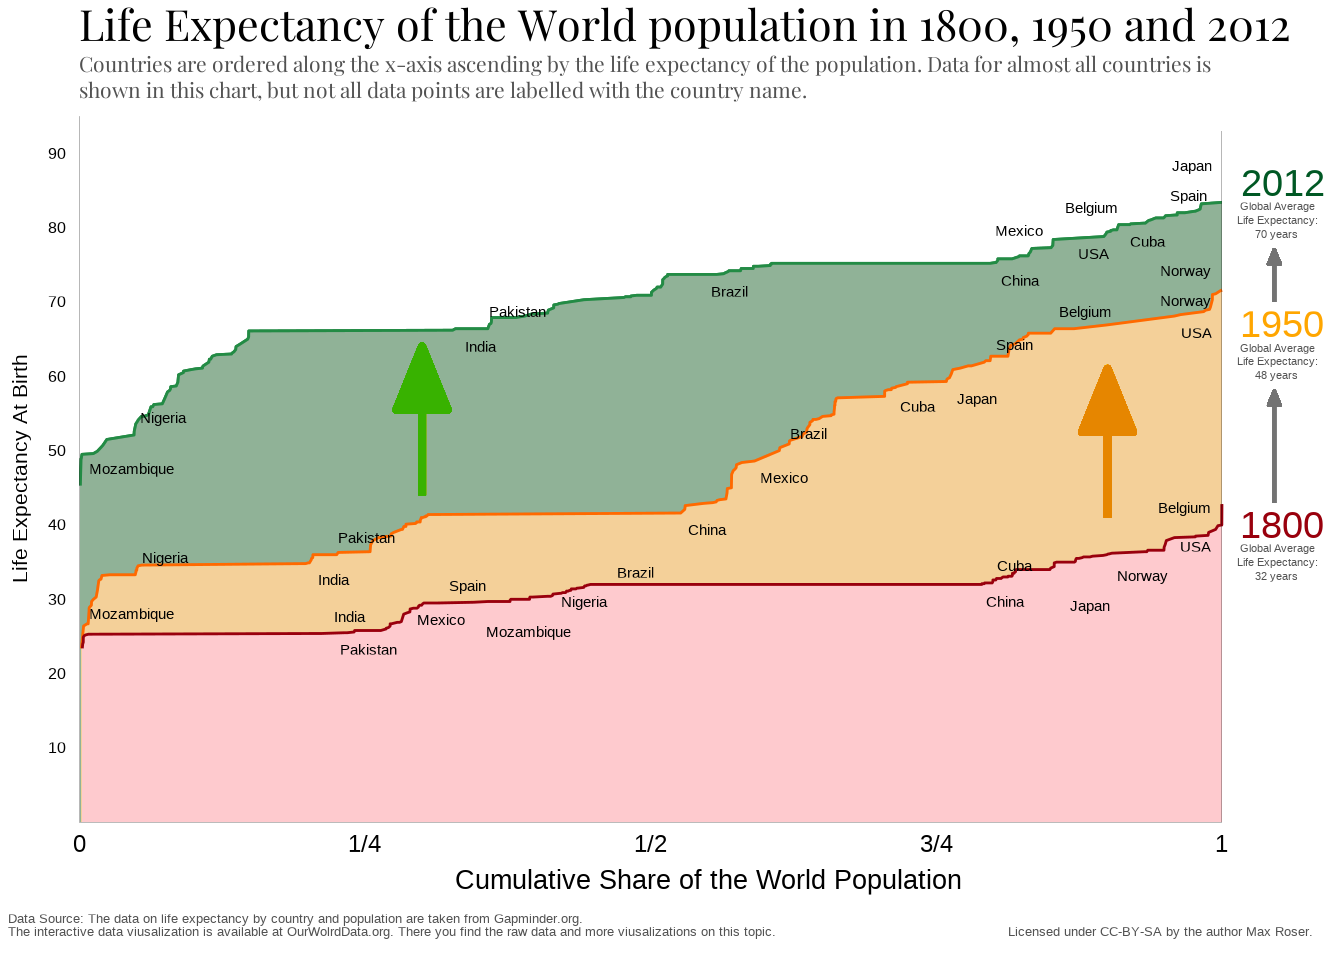 Life Expectancy of the World population in 1800, 1950 and 2012
Countries are ordered along the x-axis ascending by the life expectancy of the population. Data for almost all countries is
shown in this chart, but not all data points are labelled with the country name.
Life Expectancy At Birth
90
80
70
60
50
40
30
20
10
Japan
Spain
Belgium
Mexico
Cuba
USA
Norway
China
Brazil
Pakistan
India
Nigeria
Mozambique
Norway
Belgium
USA
Spain
Japan
Cuba
Brazil
Mexico
China
Pakistan
Nigeria
India
Mozambique
Belgium
USA
Cuba
Norway
Japan
China
Brazil
Spain
Nigeria
Mexico
Mozambique
India
Pakistan
2012
Global Average
Life Expectancy:
70 years
1950
Global Average
Life Expectancy:
48 years
1800
Global Average
Life Expectancy:
32 years
0
1/4
1/2
3/4
1
Cumulative Share of the World Population
Data Source: The data on life expectancy by country and population are taken from Gapminder.org.
The interactive data viusalization is available at OurWolrdData.org. There you find the raw data and more viusalizations on this topic.
Licensed under CC-BY-SA by the author Max Roser.